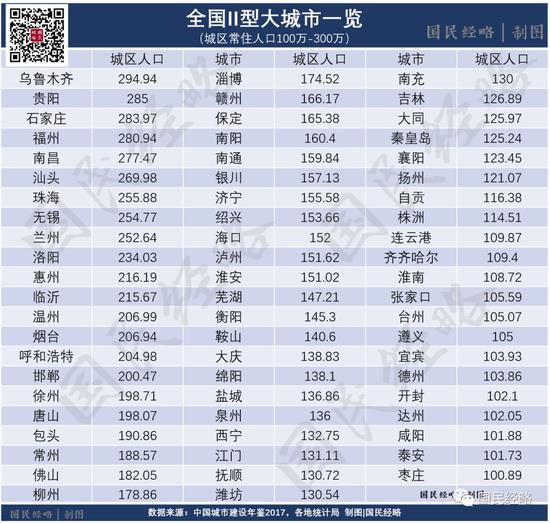 全国II型大城市一览
(城区常住人口100万-300万)
国民经略 | 制图
城区人口 城市 城区人口 城市 城区人口
乌鲁木齐 294.94 淄博 174.52 南充 130
贵阳 285 赣州 166.17 吉林 126.89
石家庄 283.97 保定 165.38 大同 125.97
福州 280.94 南阳 160.4 秦皇岛 125.24
南昌 277.47 南通 159.84 襄阳 123.45
汕头 269.98 银川 157.13 扬州 121.07
珠海 255.88 济宁 155.58 自贡 116.38
无锡 254.77 绍兴 153.66 株洲 114.51
兰州 252.64 海口 152 连云港 109.87
洛阳 234.03 泸州 151.62 齐齐哈尔 109.4
惠州 216.19 淮安 151.02 淮南 108.72
临沂 215.67 芜湖 147.21 张家口 105.59
温州 206.99 衡阳 145.3 台州 105.07
烟台 206.94 鞍山 140.6 遵义 105
呼和浩特 204.98 大庆 138.83 宜宾 103.93
邯郸 200.47 绵阳 138.1 德州 103.86
徐州 198.71 盐城 136.86 开封 102.1
唐山 198.07 泉州 136 达州 102.05
包头 190.86 西宁 132.75 咸阳 101.88
常州 188.57 江门 131.11 泰安 101.73
佛山 182.05 抚顺 130.72 枣庄 100.89
柳州 178.86 潍坊 130.54 国民经略 | 制图
数据来源：中国城市建设年鉴2017，各地统计局 制图|国民经略
国民经略
国民经略
国民经略
国民经略